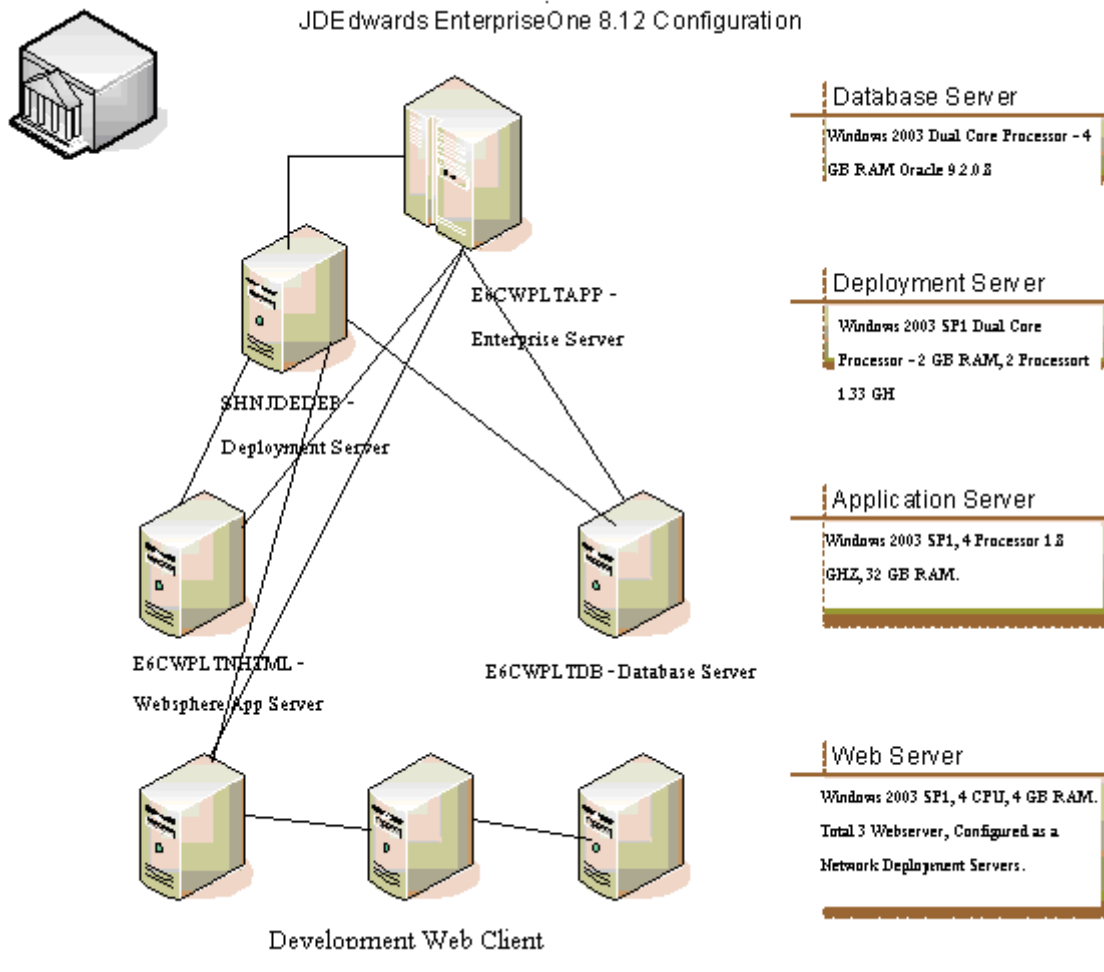 JDEdwards EnterpriseOne 8.12 Configuration
Database Server
Windows 2003 Dual Core Processor - 4
GB RAM Oracle 9.2.0.8
E6CWPLTAPP -
Enterprise Server
Deployment Server
Windows 2003 SP1 Dual Core
Processor - 2 GB RAM, 2 Processort
1.33 GH
SHNJDEDEP -
Deployment Server
Application Server
Windows 2003 SP1, 4 Processor 1.8
GHZ, 32 GB RAM.
E6CWPLTNHTML -
Websphere App Server
E6CWPLTDB - Database Server
Web Server
Windows 2003 SP1, 4 CPU, 4 GB RAM.
Total 3 Webserver, Configured as a
Network Deployment Servers.
Development Web Client